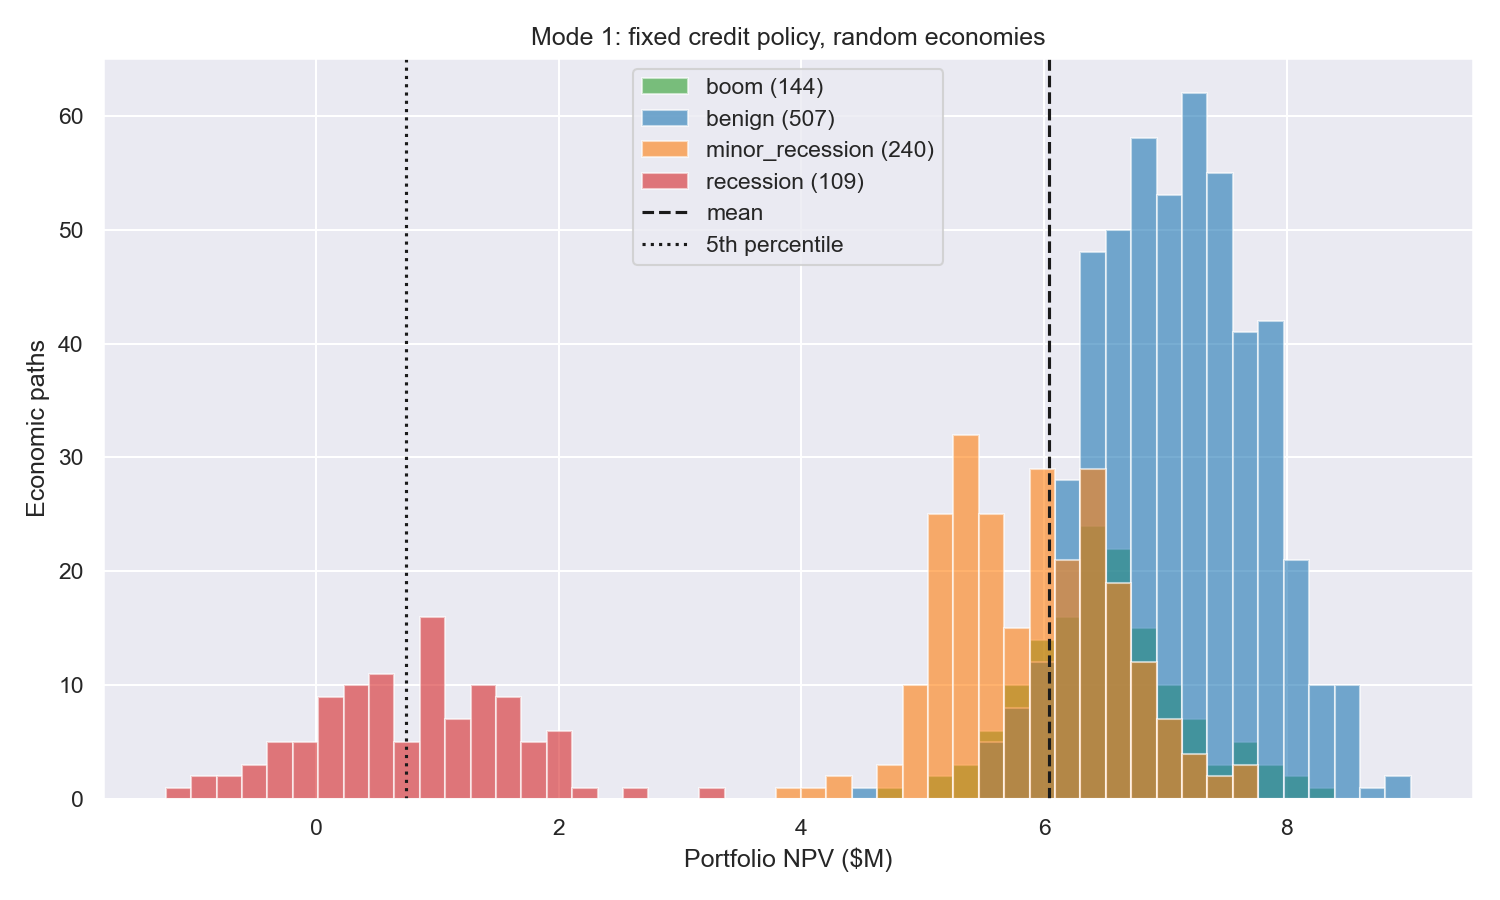 Mode 1: fixed credit policy, random economies
boom (144)
benign (507)
minor_recession (240)
recession (109)
mean
5th percentile
Economic paths
60
50
40
30
20
10
0
0 2 4 6 8
Portfolio NPV ($M)